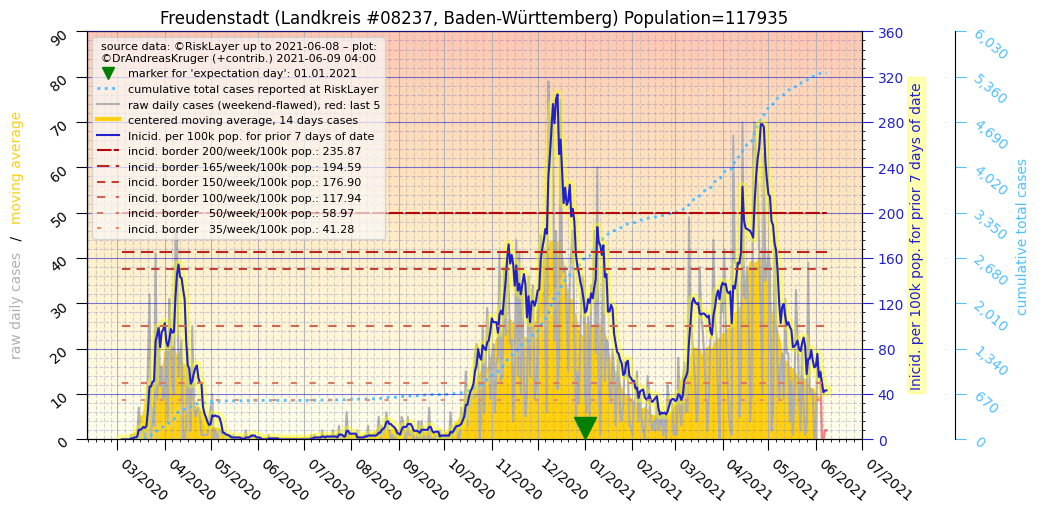 Freudenstadt (Landkreis #08237, Baden-Württemberg) Population=117935
source data: ©RiskLayer up to 2021-06-08 – plot:
©DrAndreasKruger (+contrib.) 2021-06-09 04:00
marker for 'expectation day': 01.01.2021
cumulative total cases reported at RiskLayer
raw daily cases (weekend-flawed), red: last 5
centered moving average, 14 days cases
Inicid. per 100k pop. for prior 7 days of date
incid. border 200/week/100k pop.: 235.87
incid. border 165/week/100k pop.: 194.59
incid. border 150/week/100k pop.: 176.90
incid. border 100/week/100k pop.: 117.94
incid. border   50/week/100k pop.: 58.97
incid. border   35/week/100k pop.: 41.28
raw daily cases / moving average
90
80
70
60
50
40
30
20
10
0
360
320
280
240
200
160
120
80
40
0
Inicid. per 100k pop. for prior 7 days of date
6,030
5,360
4,690
4,020
3,350
2,680
2,010
1,340
670
0
cumulative total cases
03/2020
04/2020
05/2020
06/2020
07/2020
08/2020
09/2020
10/2020
11/2020
12/2020
01/2021
02/2021
03/2021
04/2021
05/2021
06/2021
07/2021